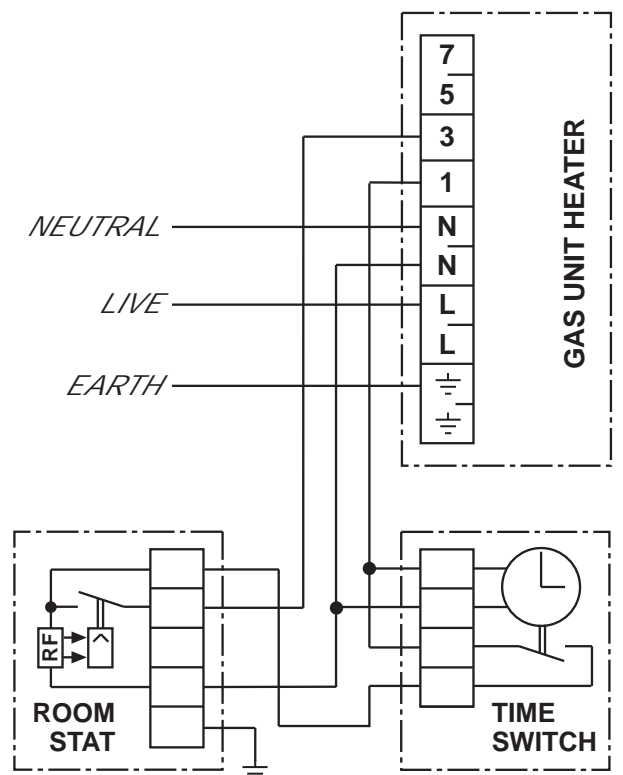 7
5
3
1
NEUTRAL
N
N
LIVE
L
L
EARTH
GAS UNIT HEATER
RF
ROOM
STAT
TIME
SWITCH